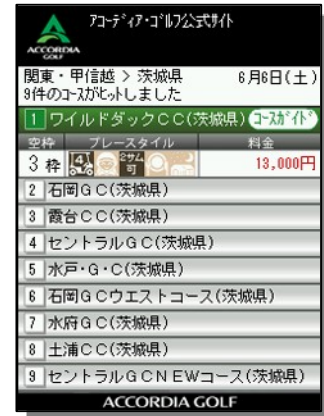 ｱｺｰﾃﾞｨｱ･ｺﾞﾙﾌ公式ｻｲﾄ
ACCORDIA
GOLF
関東・甲信越 > 茨城県 6月6日(土)
9件のｺｰｽがﾋｯﾄしました
1 ワイルドダックCC(茨城県) ｺｰｽｶﾞｲﾄﾞ
空枠 プレースタイル 料金
3 枠 4 2サム可 13,000円
2 石岡GC(茨城県)
3 霞台CC(茨城県)
4 セントラルGC(茨城県)
5 水戸・G・C(茨城県)
6 石岡GCウエストコース(茨城県)
7 水府GC(茨城県)
8 土浦CC(茨城県)
9 セントラルGCNEWコース(茨城県)
ACCORDIA GOLF